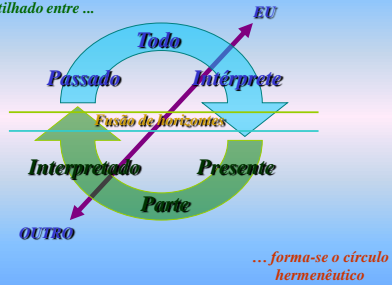 tilhado entre ...
EU
Todo
Passado
Intérprete
Fusão de horizontes
Interpretado
Presente
Parte
OUTRO
... forma-se o círculo
hermenêutico